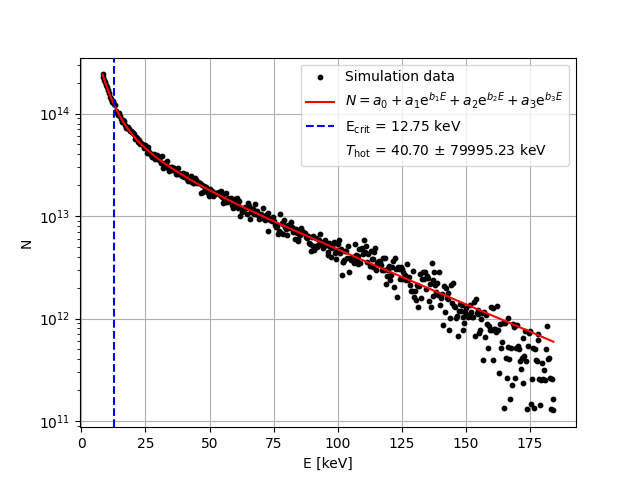 Simulation data
N = a₀ + a₁e^{b₁E} + a₂e^{b₂E} + a₃e^{b₃E}
E_crit = 12.75 keV
T_hot = 40.70 ± 79995.23 keV
10¹⁴
10¹³
10¹²
10¹¹
N
0 25 50 75 100 125 150 175
E [keV]